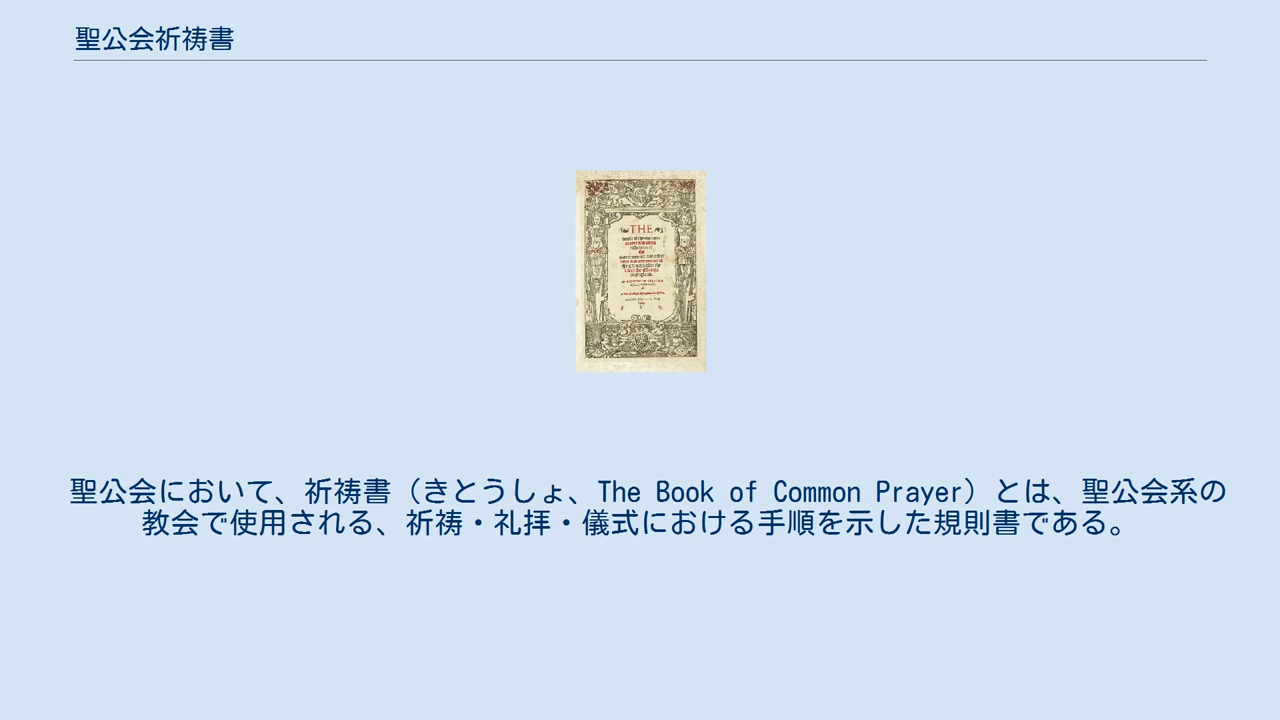 聖公会祈祷書
THE
聖公会において、祈祷書（きとうしょ、The Book of Common Prayer）とは、聖公会系の
教会で使用される、祈祷・礼拝・儀式における手順を示した規則書である。